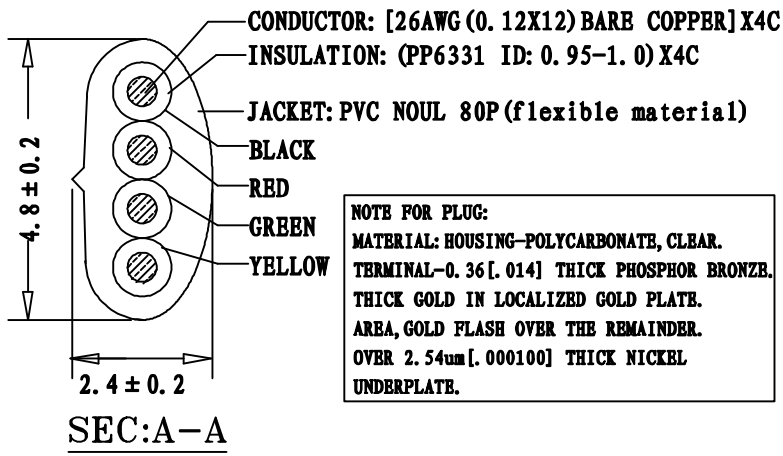 CONDUCTOR: [26AWG(0.12X12)BARE COPPER]X4C
INSULATION: (PP6331 ID:0.95-1.0)X4C
JACKET:PVC NOUL 80P(flexible material)
BLACK
RED
GREEN
YELLOW
4.8±0.2
2.4±0.2
SEC:A-A
NOTE FOR PLUG:
MATERIAL:HOUSING-POLYCARBONATE,CLEAR.
TERMINAL-0.36[.014] THICK PHOSPHOR BRONZE.
THICK GOLD IN LOCALIZED GOLD PLATE.
AREA,GOLD FLASH OVER THE REMAINDER.
OVER 2.54um[.000100] THICK NICKEL
UNDERPLATE.